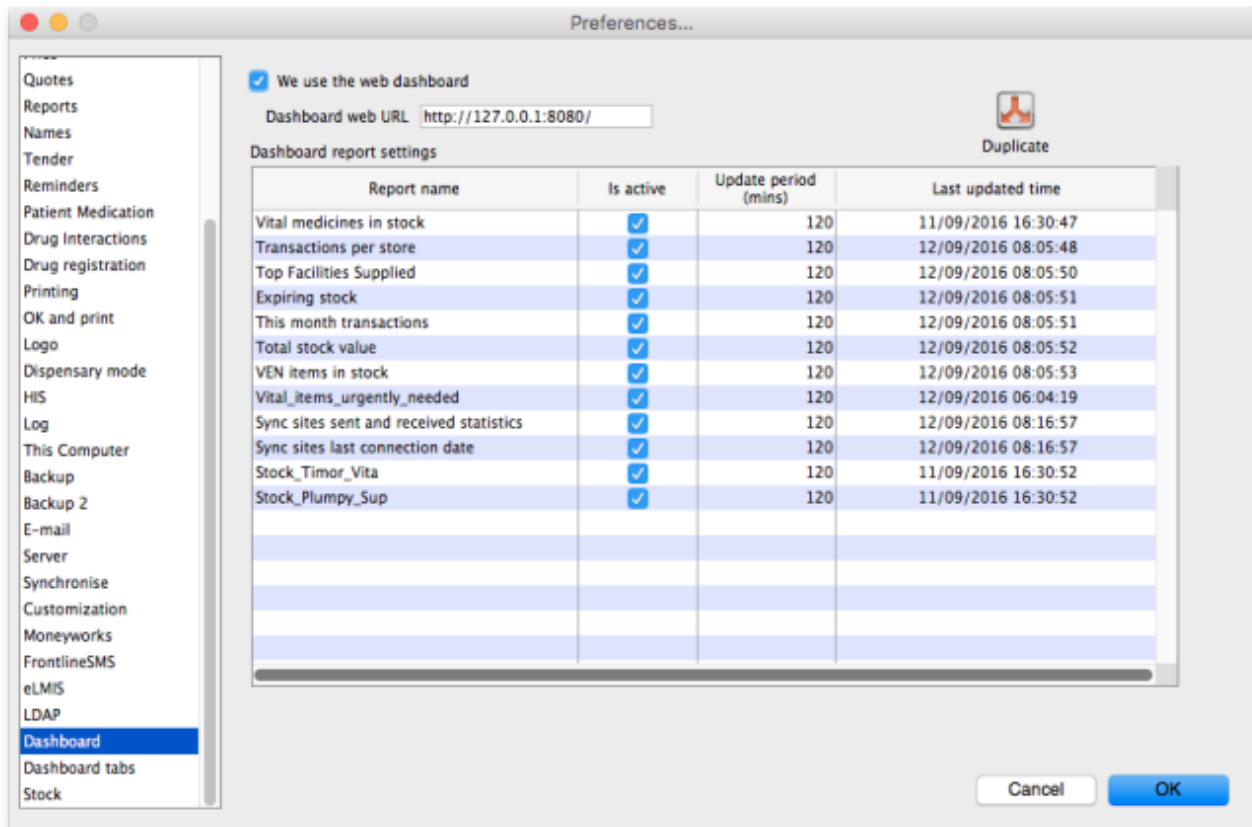 Preferences...
Quotes
Reports
Names
Tender
Reminders
Patient Medication
Drug Interactions
Drug registration
Printing
OK and print
Logo
Dispensary mode
HIS
Log
This Computer
Backup
Backup 2
E-mail
Server
Synchronise
Customization
Moneyworks
FrontlineSMS
eLMIS
LDAP
Dashboard
Dashboard tabs
Stock
We use the web dashboard
Dashboard web URL http://127.0.0.1:8080/
Duplicate
Dashboard report settings
Report name Is active Update period (mins) Last updated time
Vital medicines in stock 120 11/09/2016 16:30:47
Transactions per store 120 12/09/2016 08:05:48
Top Facilities Supplied 120 12/09/2016 08:05:50
Expiring stock 120 12/09/2016 08:05:51
This month transactions 120 12/09/2016 08:05:51
Total stock value 120 12/09/2016 08:05:52
VEN items in stock 120 12/09/2016 08:05:53
Vital_items_urgently_needed 120 12/09/2016 06:04:19
Sync sites sent and received statistics 120 12/09/2016 08:16:57
Sync sites last connection date 120 12/09/2016 08:16:57
Stock_Timor_Vita 120 11/09/2016 16:30:52
Stock_Plumpy_Sup 120 11/09/2016 16:30:52
Cancel OK